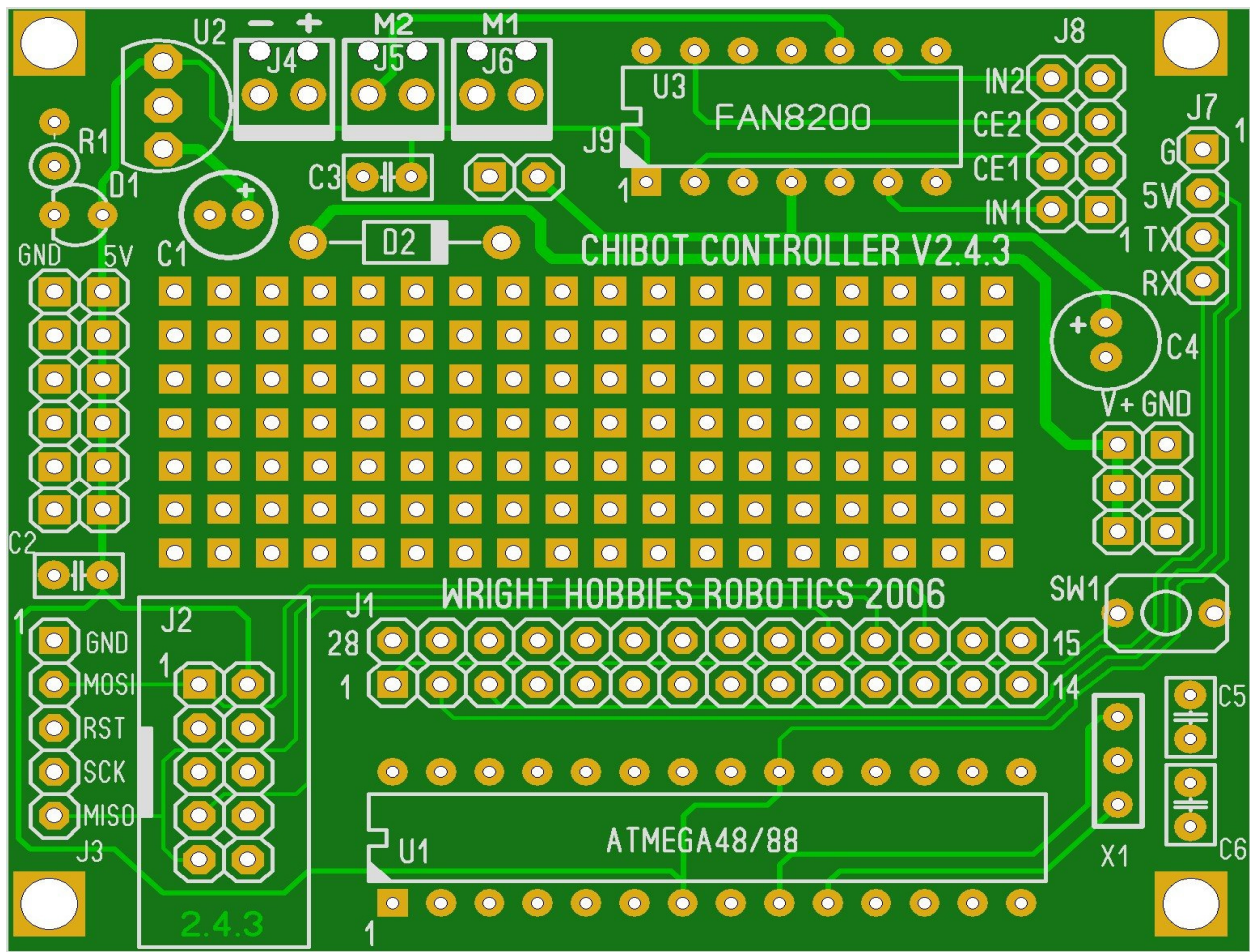 U2
- +
J4
M2
J5
M1
J6
U3
FAN8200
J8
IN2
CE2
CE1
IN1
1
J7
1
G
5V
TX
RX
R1
D1
C3
J9
1
+
C1
D2
GND 5V
CHIBOT CONTROLLER V2.4.3
+
C4
V+ GND
C2
WRIGHT HOBBIES ROBOTICS 2006
SW1
1
GND
MOSI
RST
SCK
MISO
J3
J2
1
J1
28 15
1 14
C5
U1
ATMEGA48/88
X1
C6
2.4.3
1